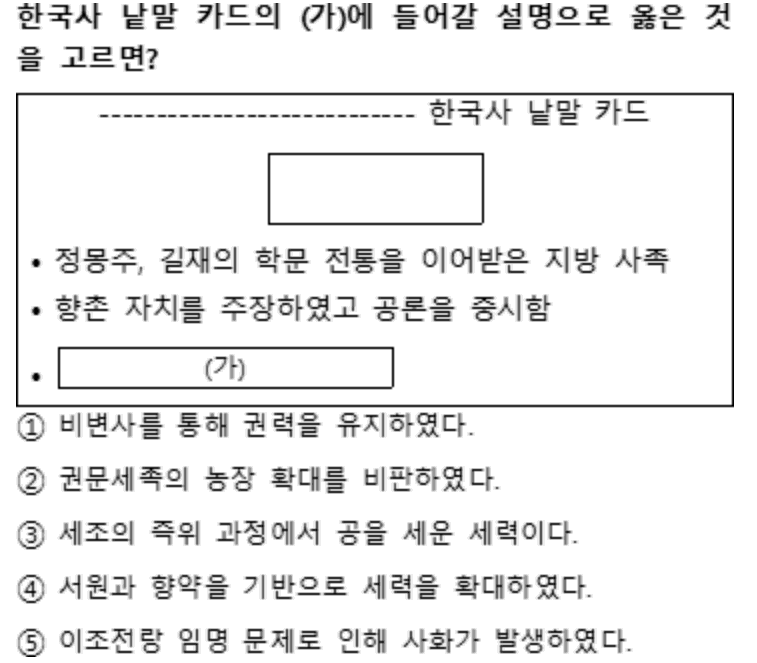 한국사 낱말 카드의 (가)에 들어갈 설명으로 옳은 것
을 고르면?
---------------------------- 한국사 낱말 카드
• 정몽주, 길재의 학문 전통을 이어받은 지방 사족
• 향촌 자치를 주장하였고 공론을 중시함
• (가)
① 비변사를 통해 권력을 유지하였다.
② 권문세족의 농장 확대를 비판하였다.
③ 세조의 즉위 과정에서 공을 세운 세력이다.
④ 서원과 향약을 기반으로 세력을 확대하였다.
⑤ 이조전랑 임명 문제로 인해 사화가 발생하였다.